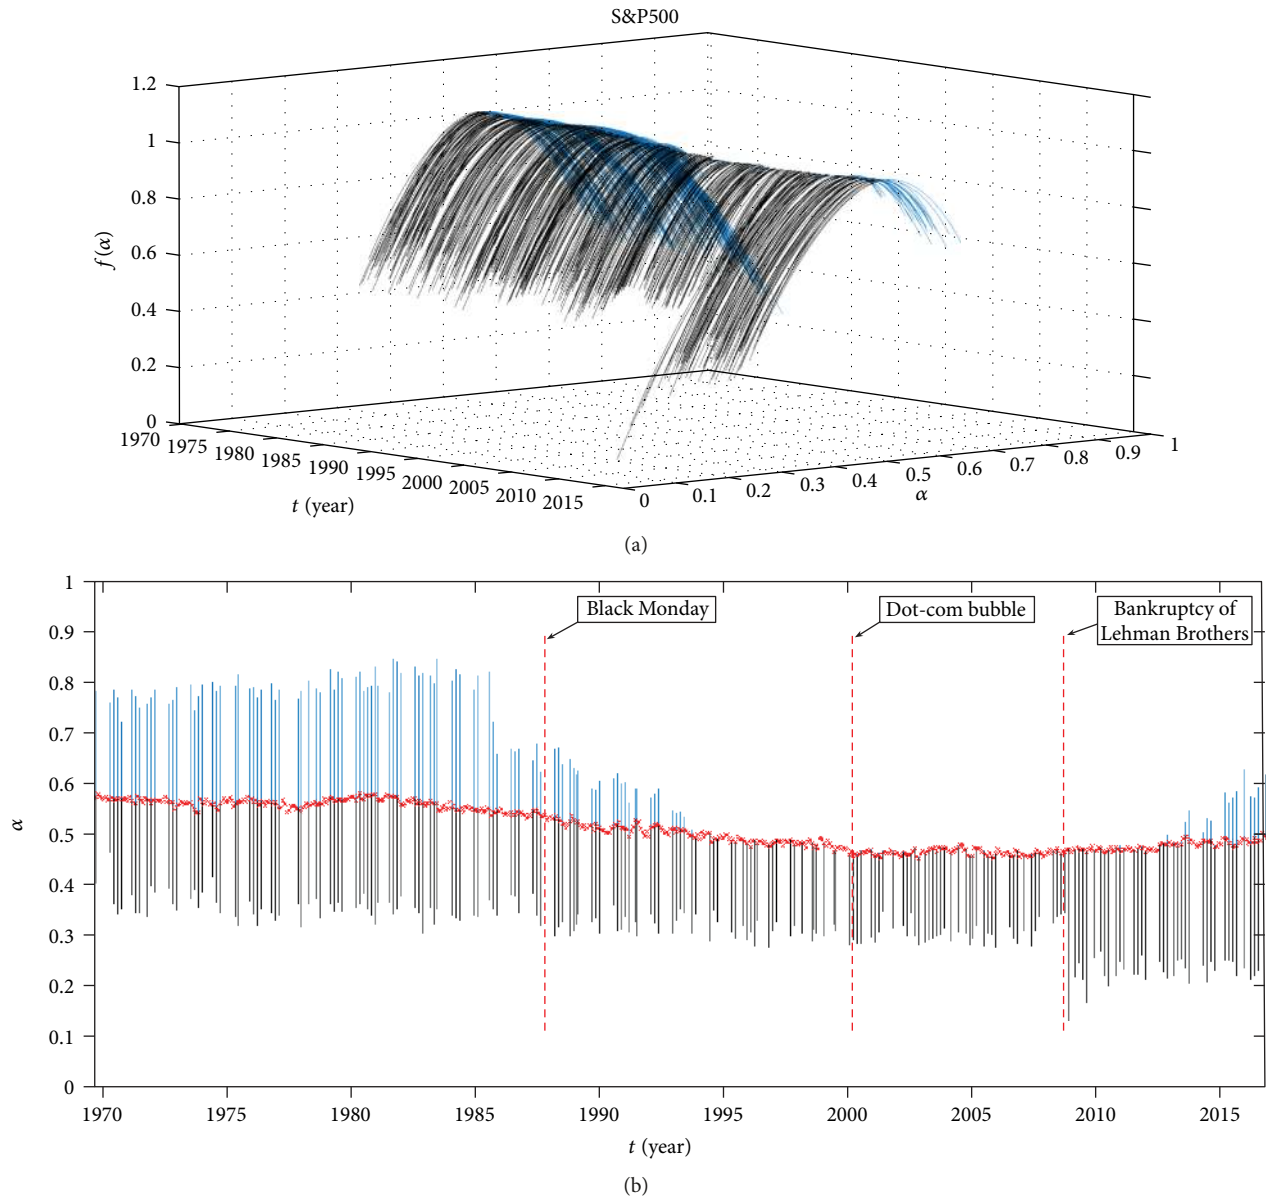 S&P500
1.2
1
0.8
0.6
0.4
0.2
0
f (α)
1970 1975 1980 1985 1990 1995 2000 2005 2010 2015
t (year)
0 0.1 0.2 0.3 0.4 0.5 0.6 0.7 0.8 0.9 1
α
(a)
1
0.9
0.8
0.7
0.6
0.5
0.4
0.3
0.2
0.1
0
α
Black Monday
Dot-com bubble
Bankruptcy of
Lehman Brothers
1970 1975 1980 1985 1990 1995 2000 2005 2010 2015
t (year)
(b)